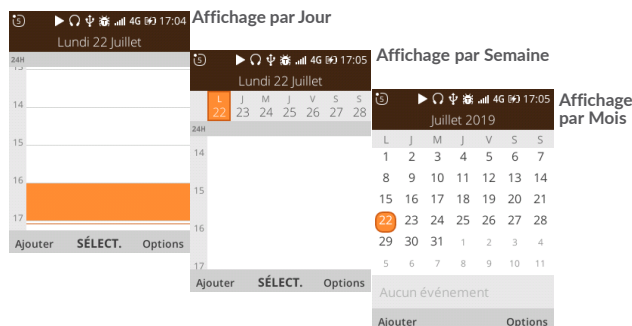 17:04
Affichage par Jour
Lundi 22 Juillet
24H
13
14
15
16
17
Ajouter SÉLECT. Options
4G 17:05
Affichage par Semaine
Lundi 22 Juillet
L J M J V S S
22 23 24 25 26 27 28
24H
14
15
16
17
Ajouter SÉLECT. Options
4G 17:05
Affichage
par Mois
Juillet 2019
L J M J V S S
1 2 3 4 5 6 7
8 9 10 11 12 13 14
15 16 17 18 19 20 21
22 23 24 25 26 27 28
29 30 31 1 2 3 4
5 6 7 8 9 10 11
Aucun événement
Ajouter Options